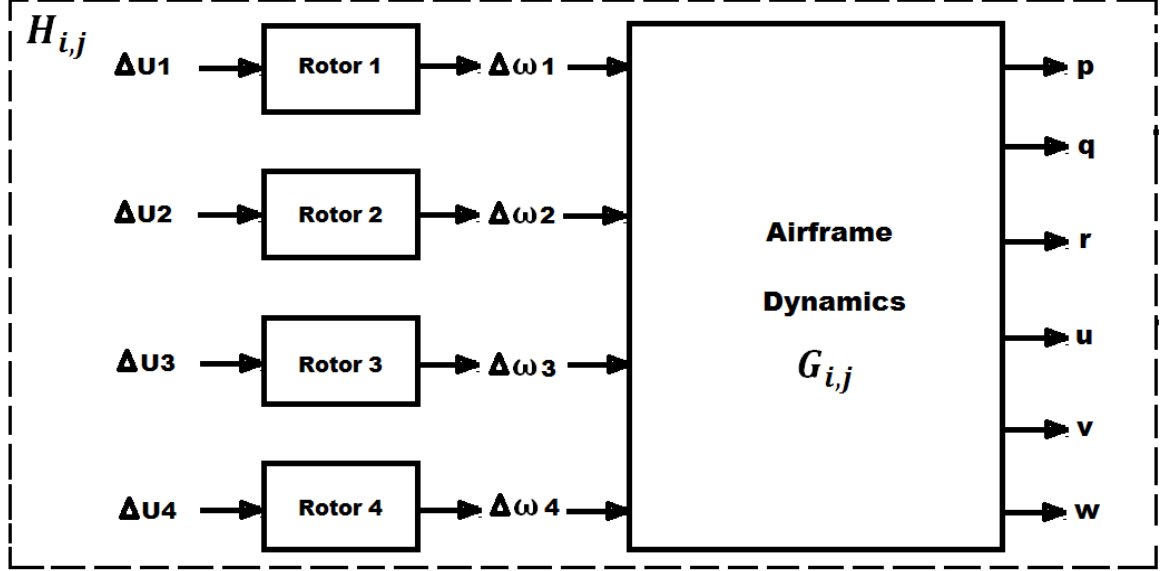 H_{i,j}
ΔU1 Rotor 1 Δω1 p
q
ΔU2 Rotor 2 Δω2
Airframe r
Dynamics
ΔU3 Rotor 3 Δω3 u
G_{i,j}
v
ΔU4 Rotor 4 Δω4 w